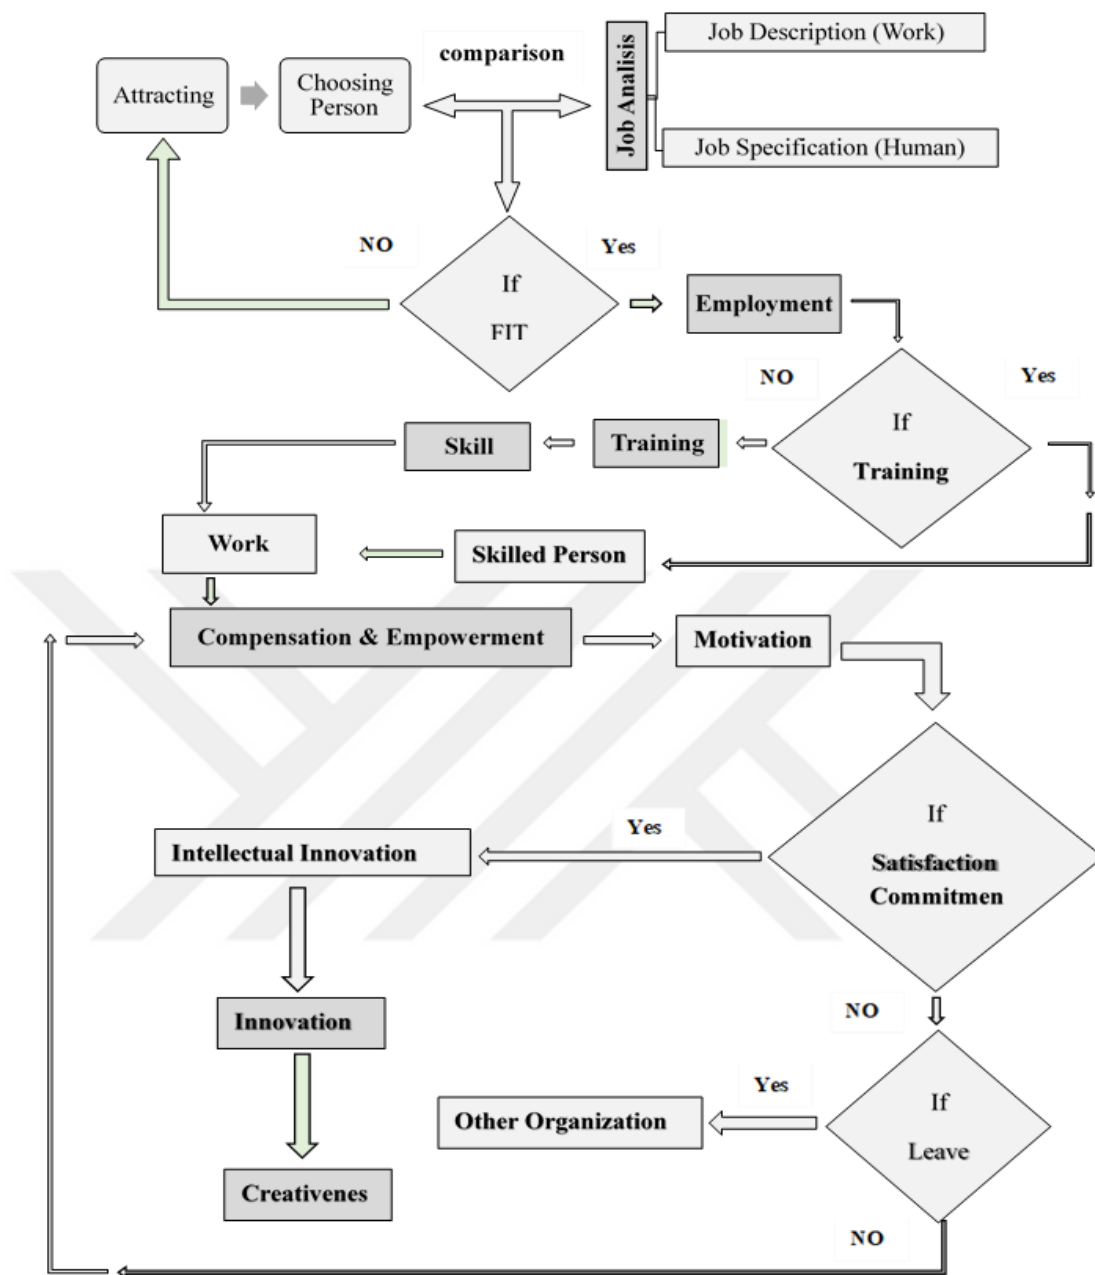 Job Description (Work)
comparison
Attracting
Choosing
Person
Job Analisis
Job Specification (Human)
NO
Yes
If
FIT
Employment
NO
Yes
If
Training
Skill
Training
Work
Skilled Person
Compensation & Empowerment
Motivation
If
Satisfaction
Commitmen
Yes
Intellectual Innovation
NO
Innovation
Yes
If
Leave
Other Organization
Creativenes
NO